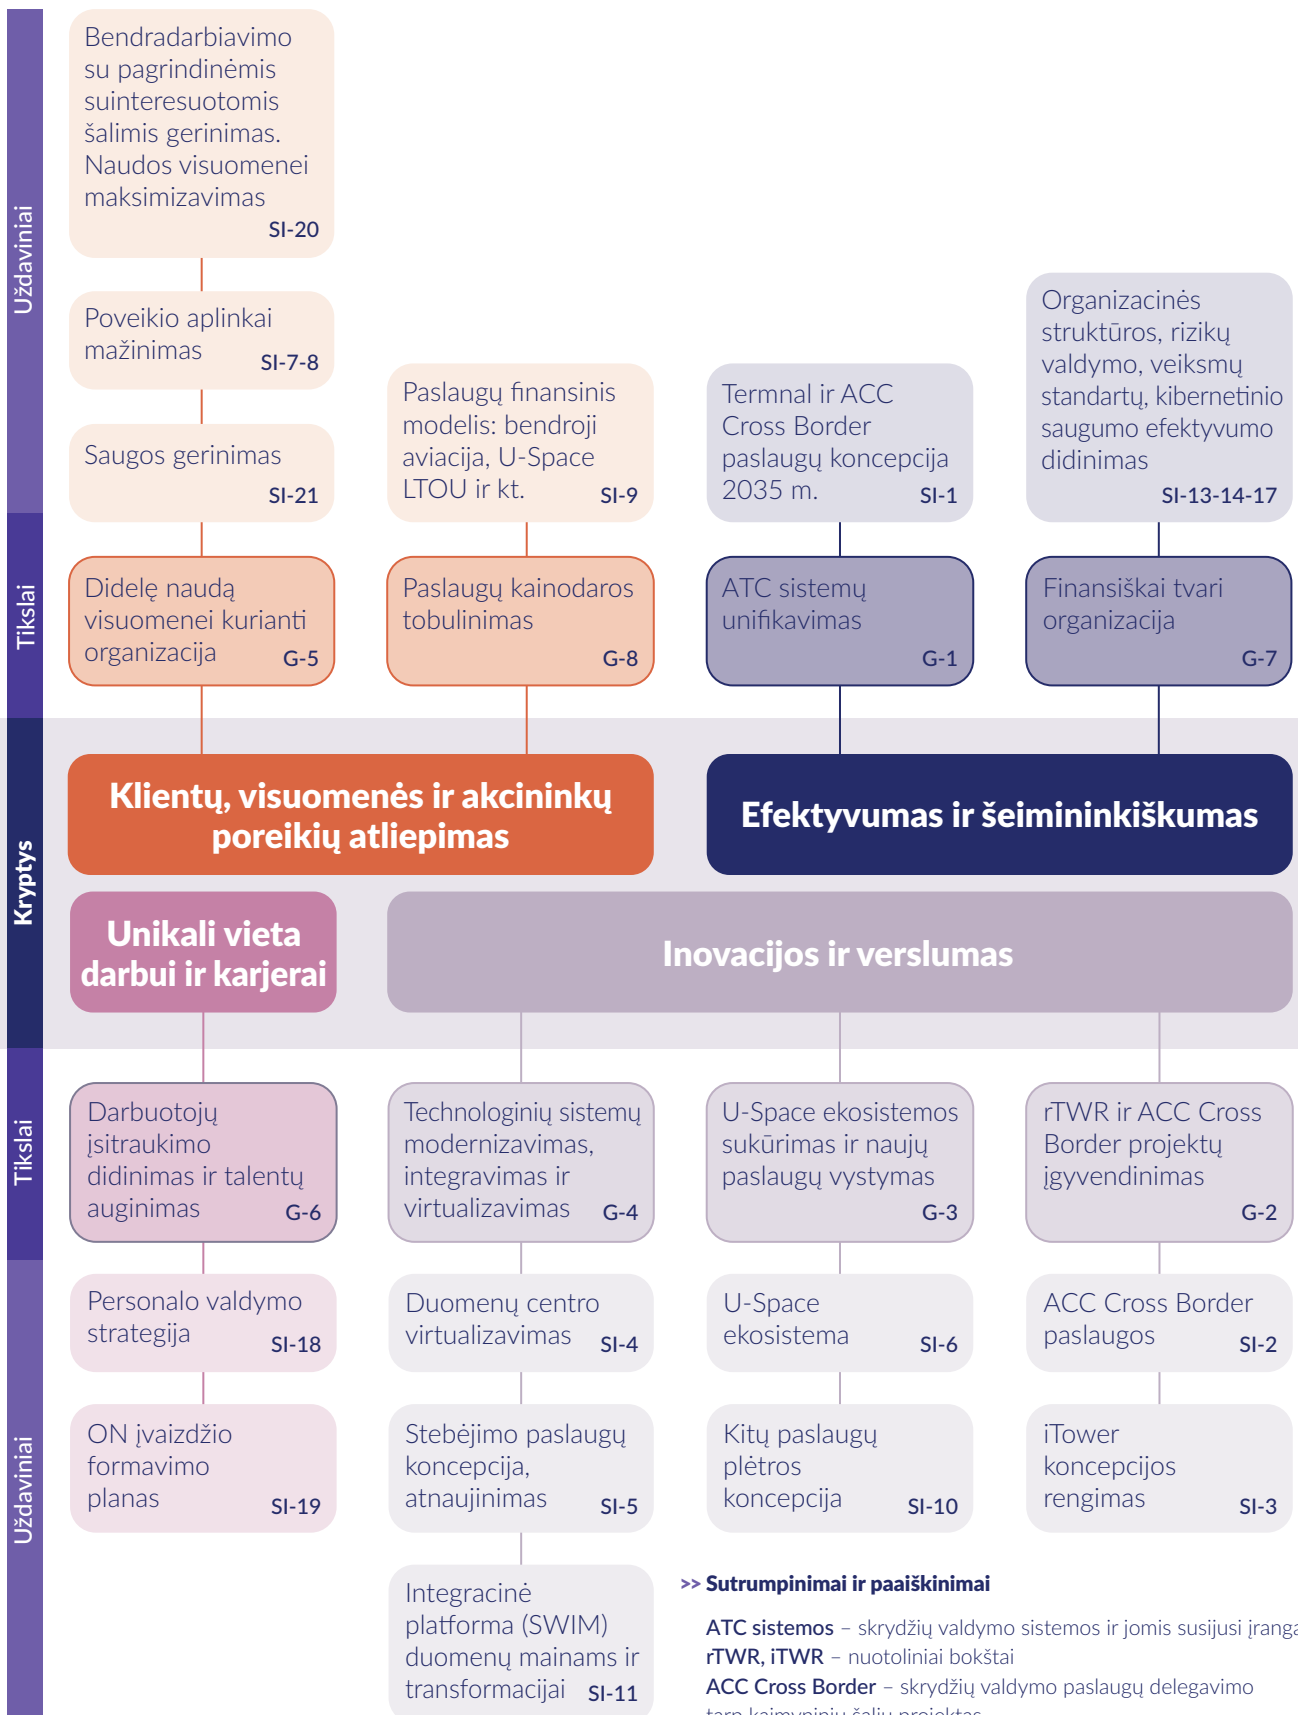 Uždaviniai
Bendradarbiavimo
su pagrindinėmis
suinteresuotomis
šalimis gerinimas.
Naudos visuomenei
maksimizavimas
SI-20
Poveikio aplinkai
mažinimas
SI-7-8
Saugos gerinimas
SI-21
Paslaugų finansinis
modelis: bendroji
aviacija, U-Space
LTOU ir kt.
SI-9
Termnal ir ACC
Cross Border
paslaugų koncepcija
2035 m.
SI-1
Organizacinės
struktūros, rizikų
valdymo, veiksmų
standartų, kibernetinio
saugumo efektyvumo
didinimas
SI-13-14-17
Tikslai
Didelę naudą
visuomenei kurianti
organizacija
G-5
Paslaugų kainodaros
tobulinimas
G-8
ATC sistemų
unifikavimas
G-1
Finansiškai tvari
organizacija
G-7
Kryptys
Klientų, visuomenės ir akcininkų
poreikių atliepimas
Efektyvumas ir šeimininkiškumas
Unikali vieta
darbui ir karjerai
Inovacijos ir verslumas
Tikslai
Darbuotojų
įsitraukimo
didinimas ir talentų
auginimas
G-6
Technologinių sistemų
modernizavimas,
integravimas ir
virtualizavimas
G-4
U-Space ekosistemos
sukūrimas ir naujų
paslaugų vystymas
G-3
rTWR ir ACC Cross
Border projektų
įgyvendinimas
G-2
Uždaviniai
Personalo valdymo
strategija
SI-18
Duomenų centro
virtualizavimas
SI-4
U-Space
ekosistema
SI-6
ACC Cross Border
paslaugos
SI-2
ON įvaizdžio
formavimo
planas
SI-19
Stebėjimo paslaugų
koncepcija,
atnaujinimas
SI-5
Kitų paslaugų
plėtros
koncepcija
SI-10
iTower
koncepcijos
rengimas
SI-3
Integracinė
platforma (SWIM)
duomenų mainams ir
transformacijai
SI-11
>> Sutrumpinimai ir paaiškinimai
ATC sistemos – skrydžių valdymo sistemos ir jomis susijusi įranga
rTWR, iTWR – nuotoliniai bokštai
ACC Cross Border – skrydžių valdymo paslaugų delegavimo
tarp kaimyninių šalių projektas